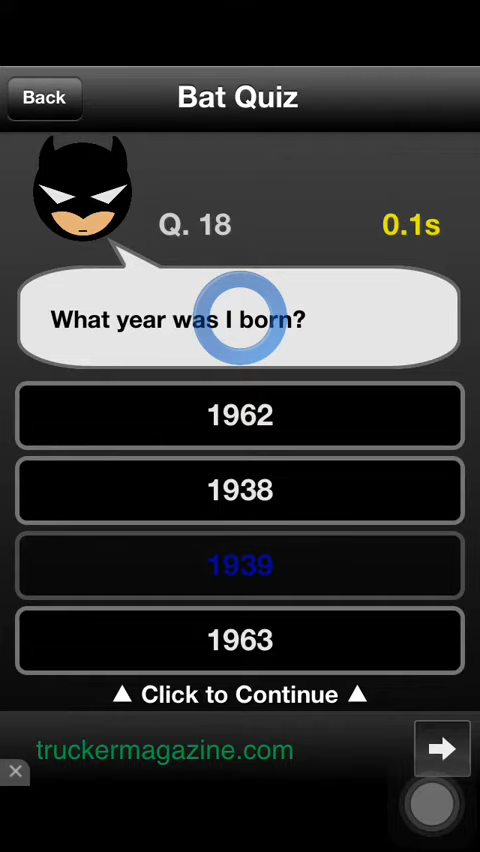 Back
Bat Quiz
Q. 18
0.1s
What year was I born?
1962
1938
1939
1963
▲ Click to Continue ▲
truckermagazine.com